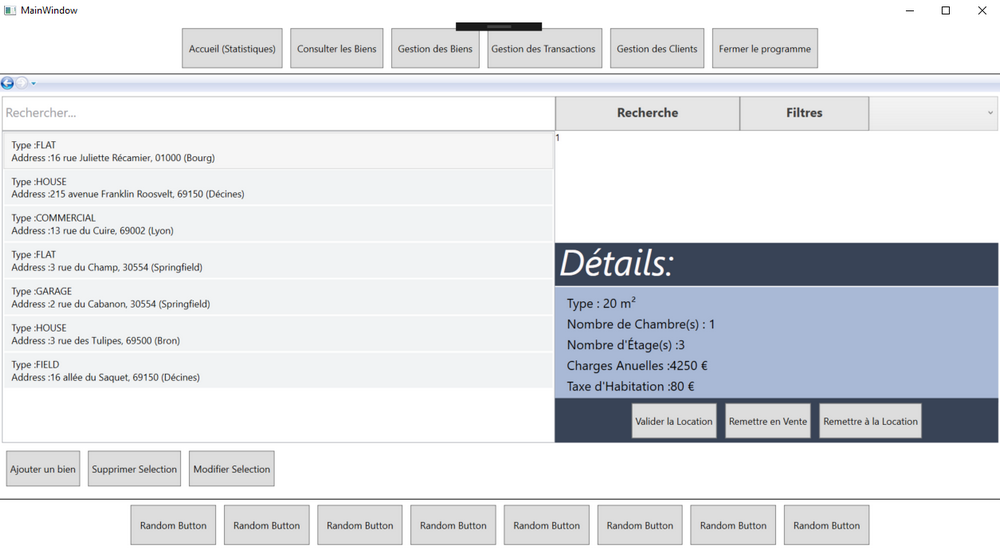 MainWindow
Accueil (Statistiques)
Consulter les Biens
Gestion des Biens
Gestion des Transactions
Gestion des Clients
Fermer le programme
Rechercher...
Recherche
Filtres
Type :FLAT
Address :16 rue Juliette Récamier, 01000 (Bourg)
Type :HOUSE
Address :215 avenue Franklin Roosvelt, 69150 (Décines)
Type :COMMERCIAL
Address :13 rue du Cuire, 69002 (Lyon)
Type :FLAT
Address :3 rue du Champ, 30554 (Springfield)
Type :GARAGE
Address :2 rue du Cabanon, 30554 (Springfield)
Type :HOUSE
Address :3 rue des Tulipes, 69500 (Bron)
Type :FIELD
Address :16 allée du Saquet, 69150 (Décines)
1
Détails:
Type : 20 m²
Nombre de Chambre(s) : 1
Nombre d'Étage(s) :3
Charges Anuelles :4250 €
Taxe d'Habitation :80 €
Valider la Location
Remettre en Vente
Remettre à la Location
Ajouter un bien
Supprimer Selection
Modifier Selection
Random Button
Random Button
Random Button
Random Button
Random Button
Random Button
Random Button
Random Button